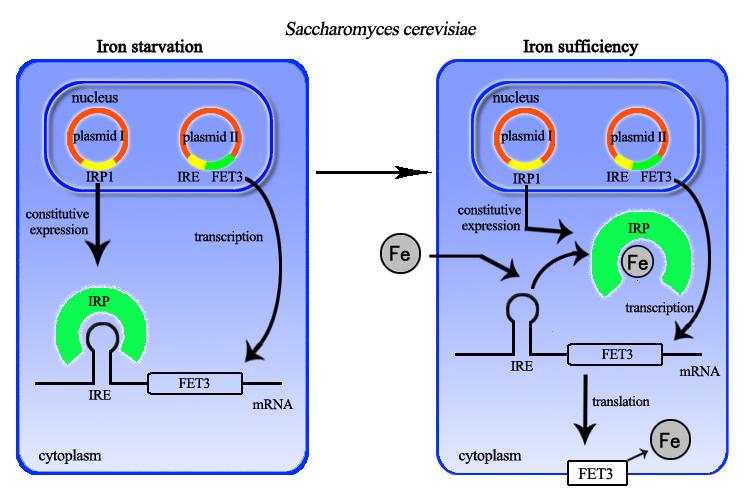 Saccharomyces cerevisiae
Iron starvation
nucleus
plasmid I
plasmid II
IRP1
IRE
FET3
constitutive
expression
transcription
IRP
IRE
FET3
mRNA
cytoplasm
Iron sufficiency
nucleus
plasmid I
plasmid II
IRP1
IRE
FET3
constitutive
expression
Fe
IRP
Fe
transcription
IRE
FET3
mRNA
translation
cytoplasm
FET3
Fe